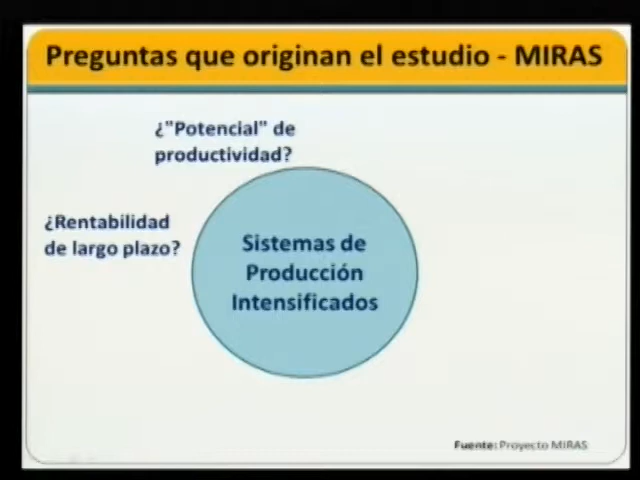 Preguntas que originan el estudio - MIRAS
¿"Potencial" de
productividad?
¿Rentabilidad
de largo plazo?
Sistemas de
Producción
Intensificados
Fuente: Proyecto MIRAS